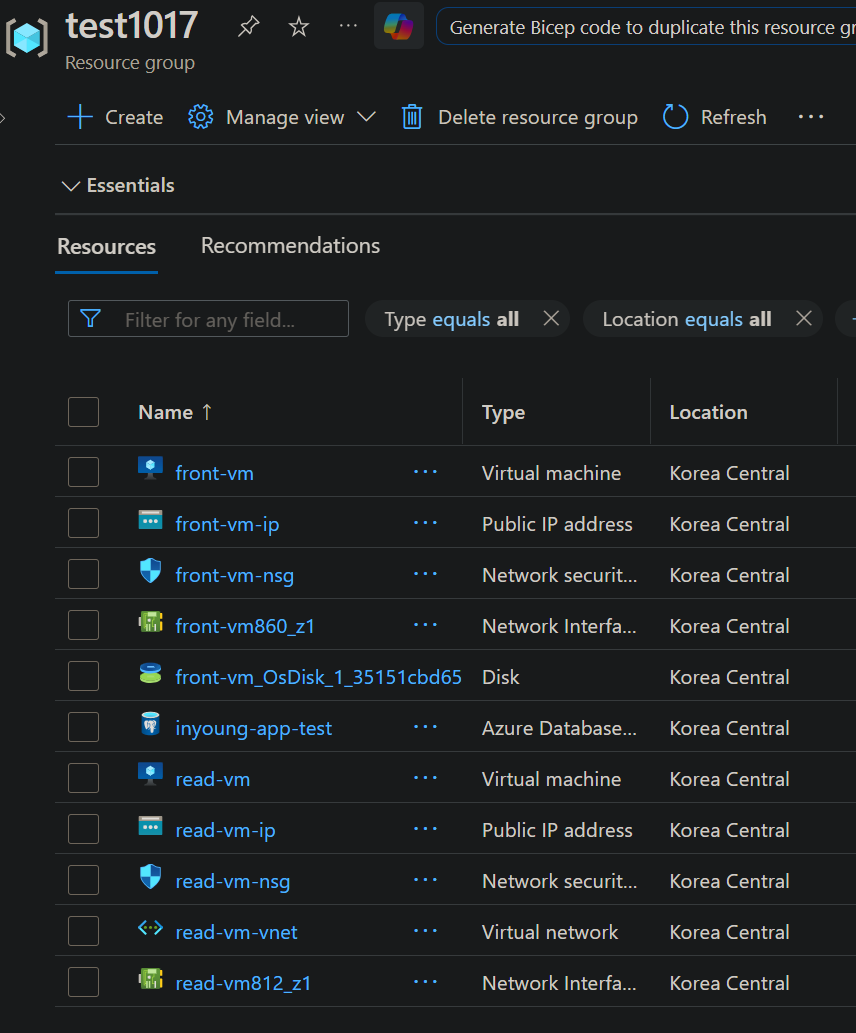 test1017
Generate Bicep code to duplicate this resource gr
Resource group
Create Manage view Delete resource group Refresh
Essentials
Resources Recommendations
Filter for any field... Type equals all Location equals all
Name ↑ Type Location
front-vm ... Virtual machine Korea Central
front-vm-ip ... Public IP address Korea Central
front-vm-nsg ... Network securit... Korea Central
front-vm860_z1 ... Network Interfa... Korea Central
front-vm_OsDisk_1_35151cbd65 Disk Korea Central
inyoung-app-test ... Azure Database... Korea Central
read-vm ... Virtual machine Korea Central
read-vm-ip ... Public IP address Korea Central
read-vm-nsg ... Network securit... Korea Central
read-vm-vnet ... Virtual network Korea Central
read-vm812_z1 ... Network Interfa... Korea Central